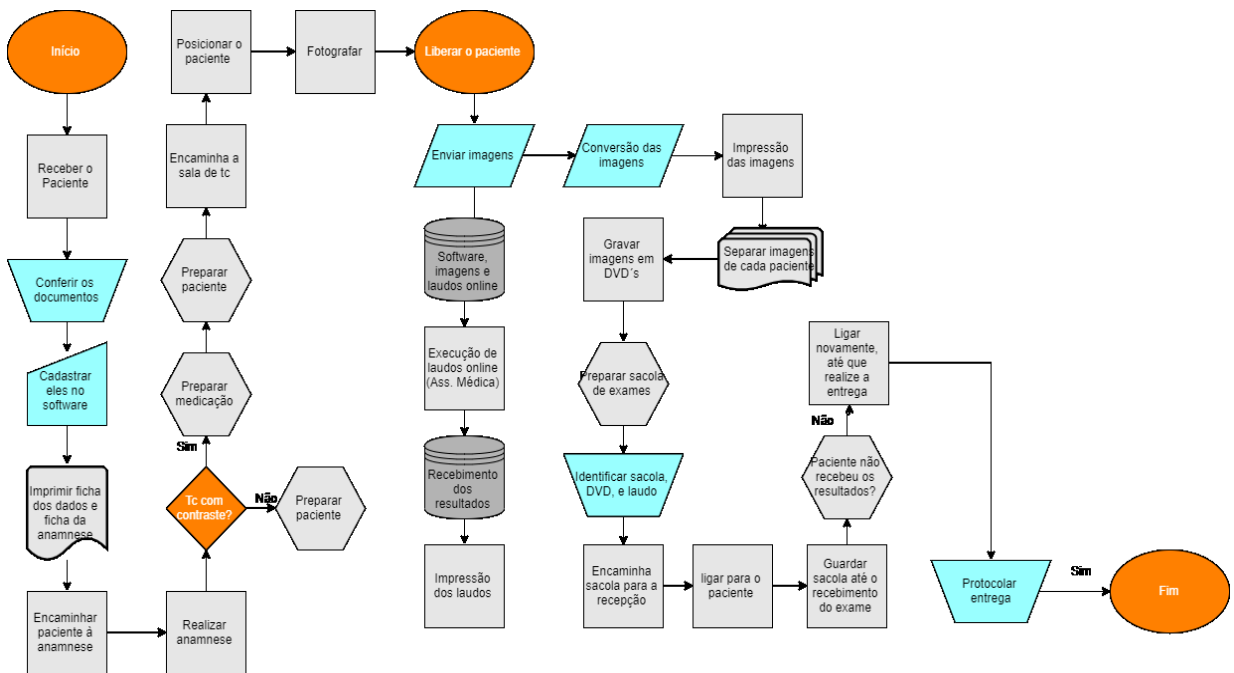 Início
Receber o
Paciente
Conferir os
documentos
Cadastrar
eles no
software
Imprimir ficha
dos dados e
ficha da
anamnese
Encaminhar
paciente á
anamnese
Realizar
anamnese
Tc com
contraste?
Não
Preparar
paciente
Sim
Preparar
medicação
Preparar
paciente
Encaminha a
sala de tc
Posicionar o
paciente
Fotografar
Liberar o paciente
Enviar imagens
Conversão das
imagens
Impressão
das imagens
Separar imagens
de cada paciente
Gravar
imagens em
DVD´s
Software,
imagens e
laudos online
Execução de
laudos online
(Ass. Médica)
Recebimento
dos
resultados
Impressão
dos laudos
Preparar sacola
de exames
Identificar sacola,
DVD, e laudo
Encaminha
sacola para a
recepção
ligar para o
paciente
Guardar
sacola até o
recebimento
do exame
Paciente não
recebeu os
resultados?
Não
Ligar
novamente,
até que
realize a
entrega
Protocolar
entrega
Sim
Fim